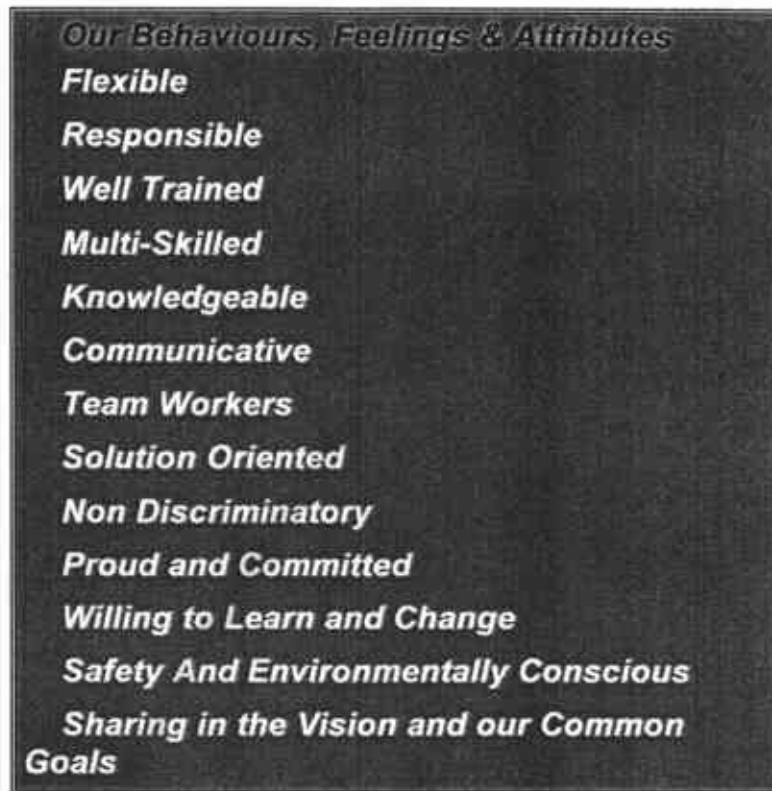 Our Behaviours, Feelings & Attributes
Flexible
Responsible
Well Trained
Multi-Skilled
Knowledgeable
Communicative
Team Workers
Solution Oriented
Non Discriminatory
Proud and Committed
Willing to Learn and Change
Safety And Environmentally Conscious
Sharing in the Vision and our Common
Goals